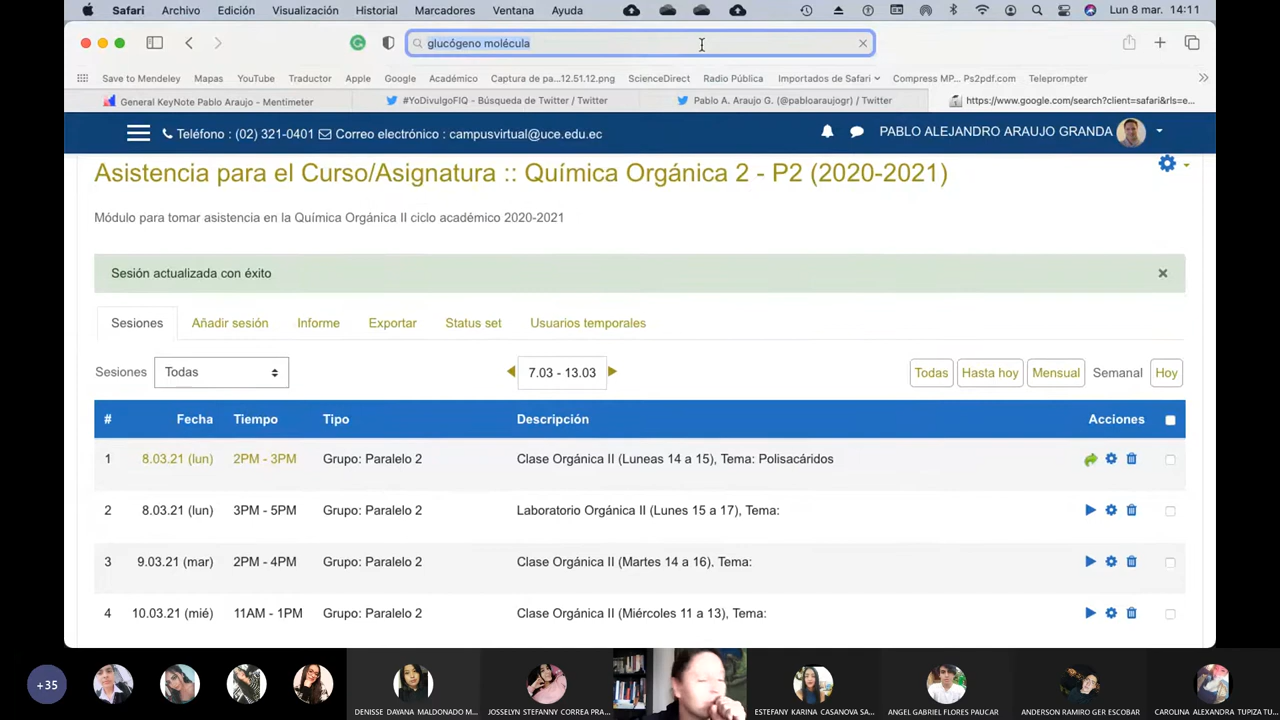 Safari Archivo Edición Visualización Historial Marcadores Ventana Ayuda Lun 8 mar. 14:11
glucógeno molécula
Save to Mendeley Mapas YouTube Traductor Apple Google Académico Captura de pa...12.51.12.png ScienceDirect Radio Pública Importados de Safari Compress MP... Ps2pdf.com Teleprompter
General KeyNote Pablo Araujo - Mentimeter #YoDivulgoFIQ - Búsqueda de Twitter / Twitter Pablo A. Araujo G. (@pabloaraujogr) / Twitter https://www.google.com/search?client=safari&rls=e...
Teléfono : (02) 321-0401 Correo electrónico : campusvirtual@uce.edu.ec PABLO ALEJANDRO ARAUJO GRANDA
Asistencia para el Curso/Asignatura :: Química Orgánica 2 - P2 (2020-2021)
Módulo para tomar asistencia en la Química Orgánica II ciclo académico 2020-2021
Sesión actualizada con éxito ×
Sesiones Añadir sesión Informe Exportar Status set Usuarios temporales
Sesiones Todas 7.03 - 13.03 Todas Hasta hoy Mensual Semanal Hoy
# Fecha Tiempo Tipo Descripción Acciones
1 8.03.21 (lun) 2PM - 3PM Grupo: Paralelo 2 Clase Orgánica II (Luneas 14 a 15), Tema: Polisacáridos
2 8.03.21 (lun) 3PM - 5PM Grupo: Paralelo 2 Laboratorio Orgánica II (Lunes 15 a 17), Tema:
3 9.03.21 (mar) 2PM - 4PM Grupo: Paralelo 2 Clase Orgánica II (Martes 14 a 16), Tema:
4 10.03.21 (mié) 11AM - 1PM Grupo: Paralelo 2 Clase Orgánica II (Miércoles 11 a 13), Tema:
+35
DENISSE DAYANA MALDONADO M... JOSSELYN STEFANNY CORREA PRA... ESTEFANY KARINA CASANOVA SA... ANGEL GABRIEL FLORES PAUCAR ANDERSON RAMIRO GER ESCOBAR CAROLINA ALEXANDRA TUPIZA TU...